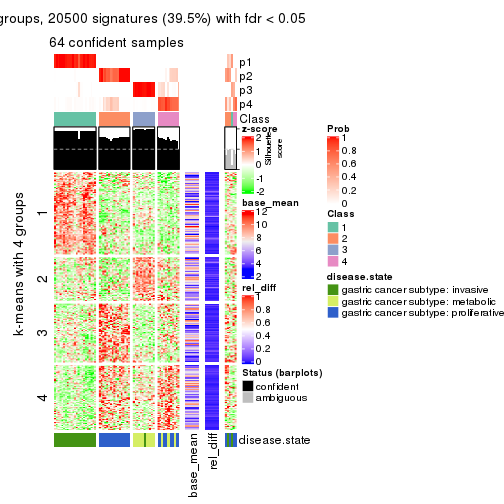 groups, 20500 signatures (39.5%) with fdr < 0.05
64 confident samples
p1
p2
p3
p4
Class
z-score
2
1
0
-1
-2
Silhouette
score
base_mean
12
10
8
6
4
2
rel_diff
1
0.8
0.6
0.4
0.2
0
Status (barplots)
confident
ambiguous
Prob
1
0.8
0.6
0.4
0.2
0
Class
1
2
3
4
disease.state
gastric cancer subtype: invasive
gastric cancer subtype: metabolic
gastric cancer subtype: proliferative
k-means with 4 groups
1
2
3
4
disease.state
base_mean
rel_diff